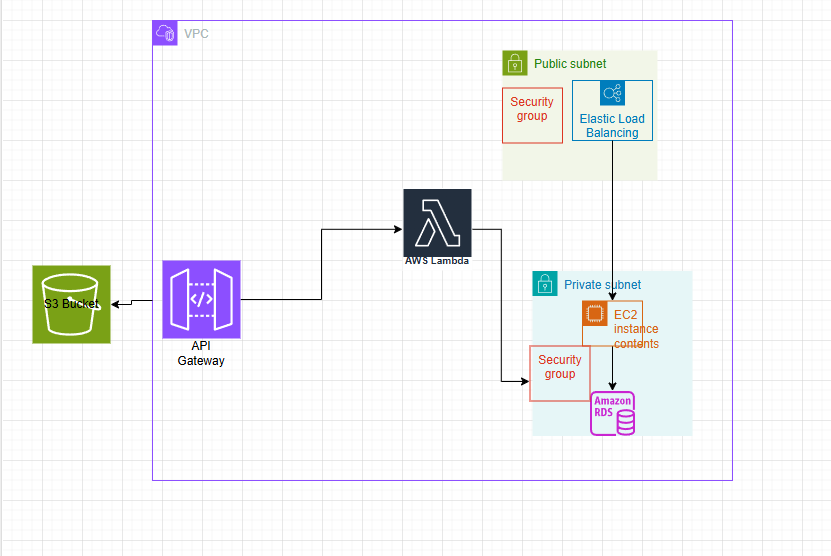 VPC
Public subnet
Security
group
Elastic Load
Balancing
AWS Lambda
S3 Bucket
API
Gateway
Private subnet
EC2
instance
contents
Security
group
Amazon
RDS